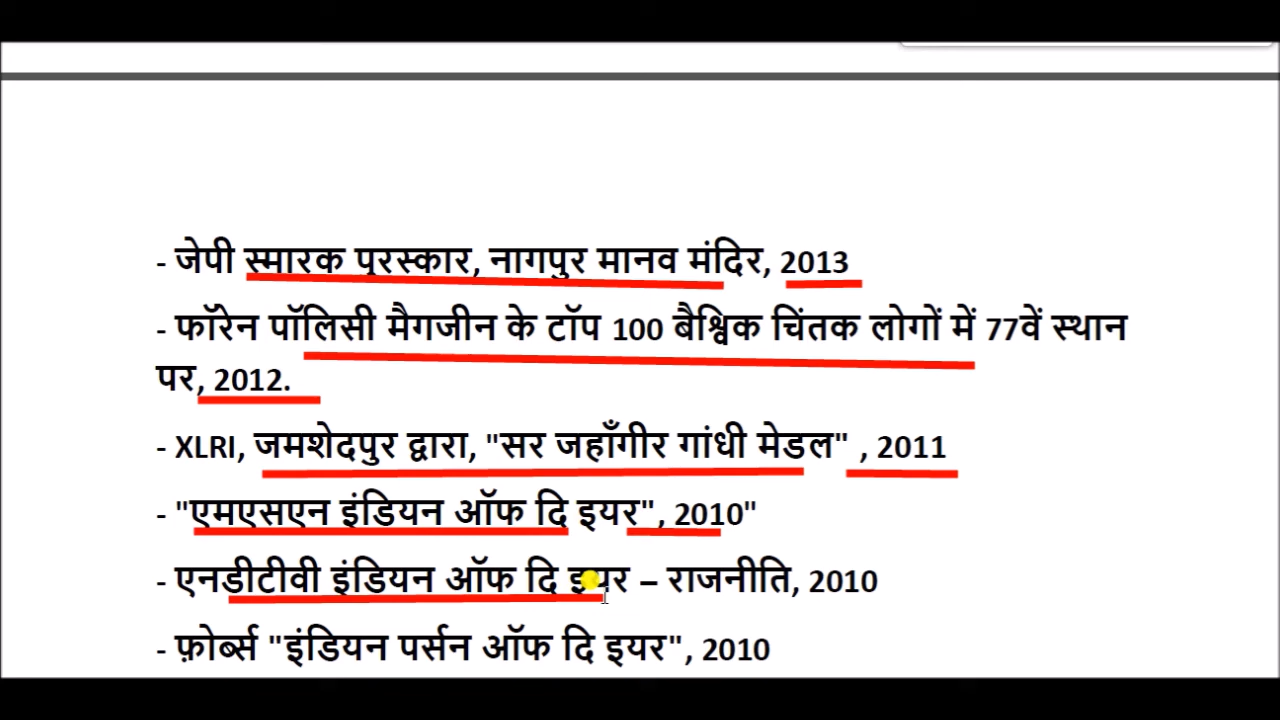 - जेपी स्मारक पुरस्कार, नागपुर मानव मंदिर, 2013
- फॉरेन पॉलिसी मैगजीन के टॉप 100 बैश्विक चिंतक लोगों में 77वें स्थान
पर, 2012.
- XLRI, जमशेदपुर द्वारा, "सर जहाँगीर गांधी मेडल" , 2011
- "एमएसएन इंडियन ऑफ दि इयर", 2010"
- एनडीटीवी इंडियन ऑफ दि इयर – राजनीति, 2010
- फ़ोर्ब्स "इंडियन पर्सन ऑफ दि इयर", 2010